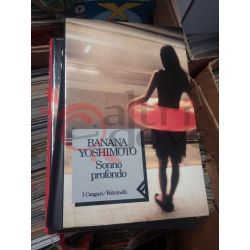 BANANA
YOSHIMOTO
Sonno
profondo
I Canguri/Feltrinelli